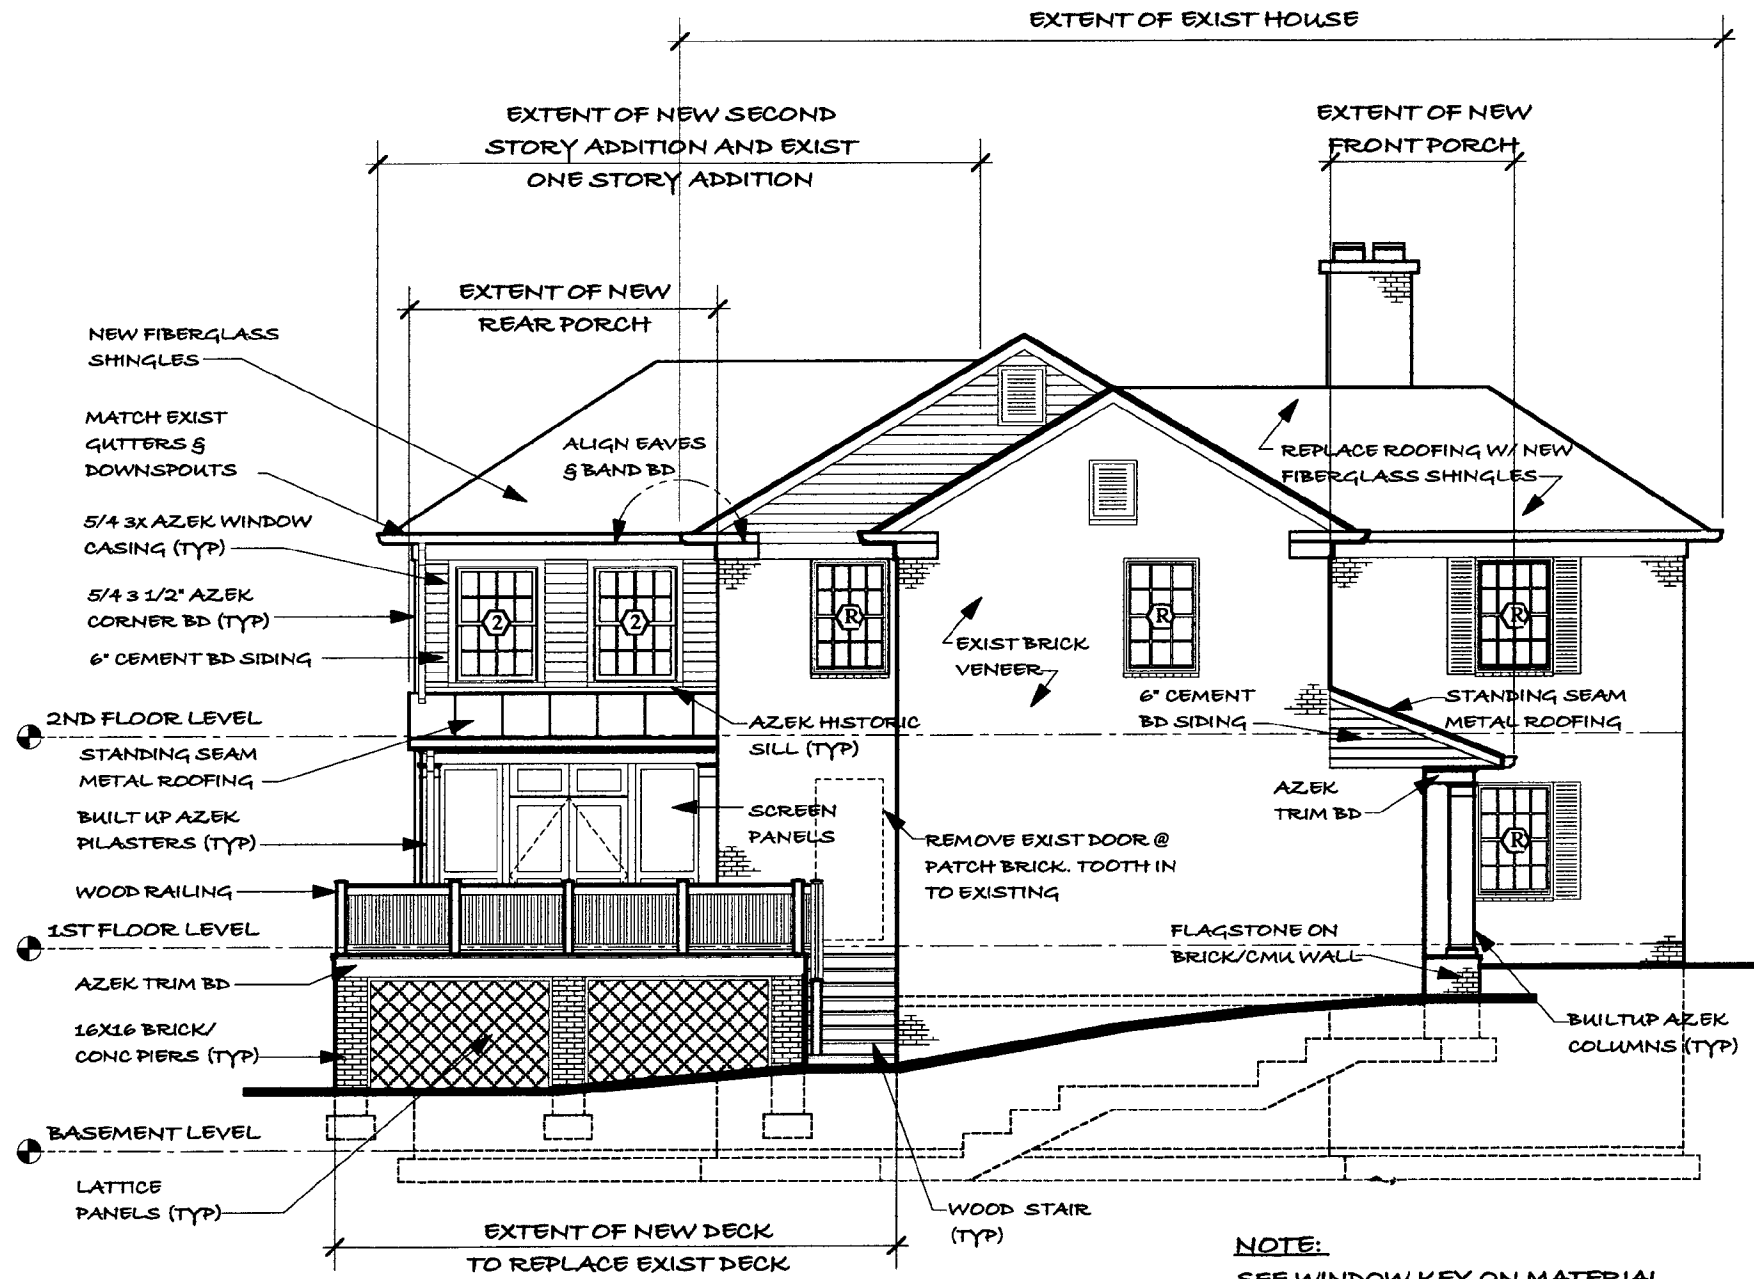 EXTENT OF EXIST HOUSE
EXTENT OF NEW SECOND
STORY ADDITION AND EXIST
ONE STORY ADDITION
EXTENT OF NEW
FRONT PORCH
EXTENT OF NEW
REAR PORCH
NEW FIBERGLASS
SHINGLES
MATCH EXIST
GUTTERS &
DOWNSPOUTS
ALIGN EAVES
& BAND BD
REPLACE ROOFING W/ NEW
FIBERGLASS SHINGLES
5/4 3X AZEK WINDOW
CASING (TYP)
5/4 3 1/2" AZEK
CORNER BD (TYP)
6" CEMENT BD SIDING
2
2
R
R
R
EXIST BRICK
VENEER
6" CEMENT
BD SIDING
STANDING SEAM
METAL ROOFING
2ND FLOOR LEVEL
AZEK HISTORIC
SILL (TYP)
STANDING SEAM
METAL ROOFING
AZEK
TRIM BD
BUILT UP AZEK
PILASTERS (TYP)
SCREEN
PANELS
REMOVE EXIST DOOR @
PATCH BRICK. TOOTH IN
TO EXISTING
R
WOOD RAILING
1ST FLOOR LEVEL
FLAGSTONE ON
BRICK/CMU WALL
AZEK TRIM BD
16X16 BRICK/
CONC PIERS (TYP)
BUILTUP AZEK
COLUMNS (TYP)
BASEMENT LEVEL
LATTICE
PANELS (TYP)
WOOD STAIR
(TYP)
EXTENT OF NEW DECK
TO REPLACE EXIST DECK
NOTE:
SEE WINDOW KEY ON MATERIAL